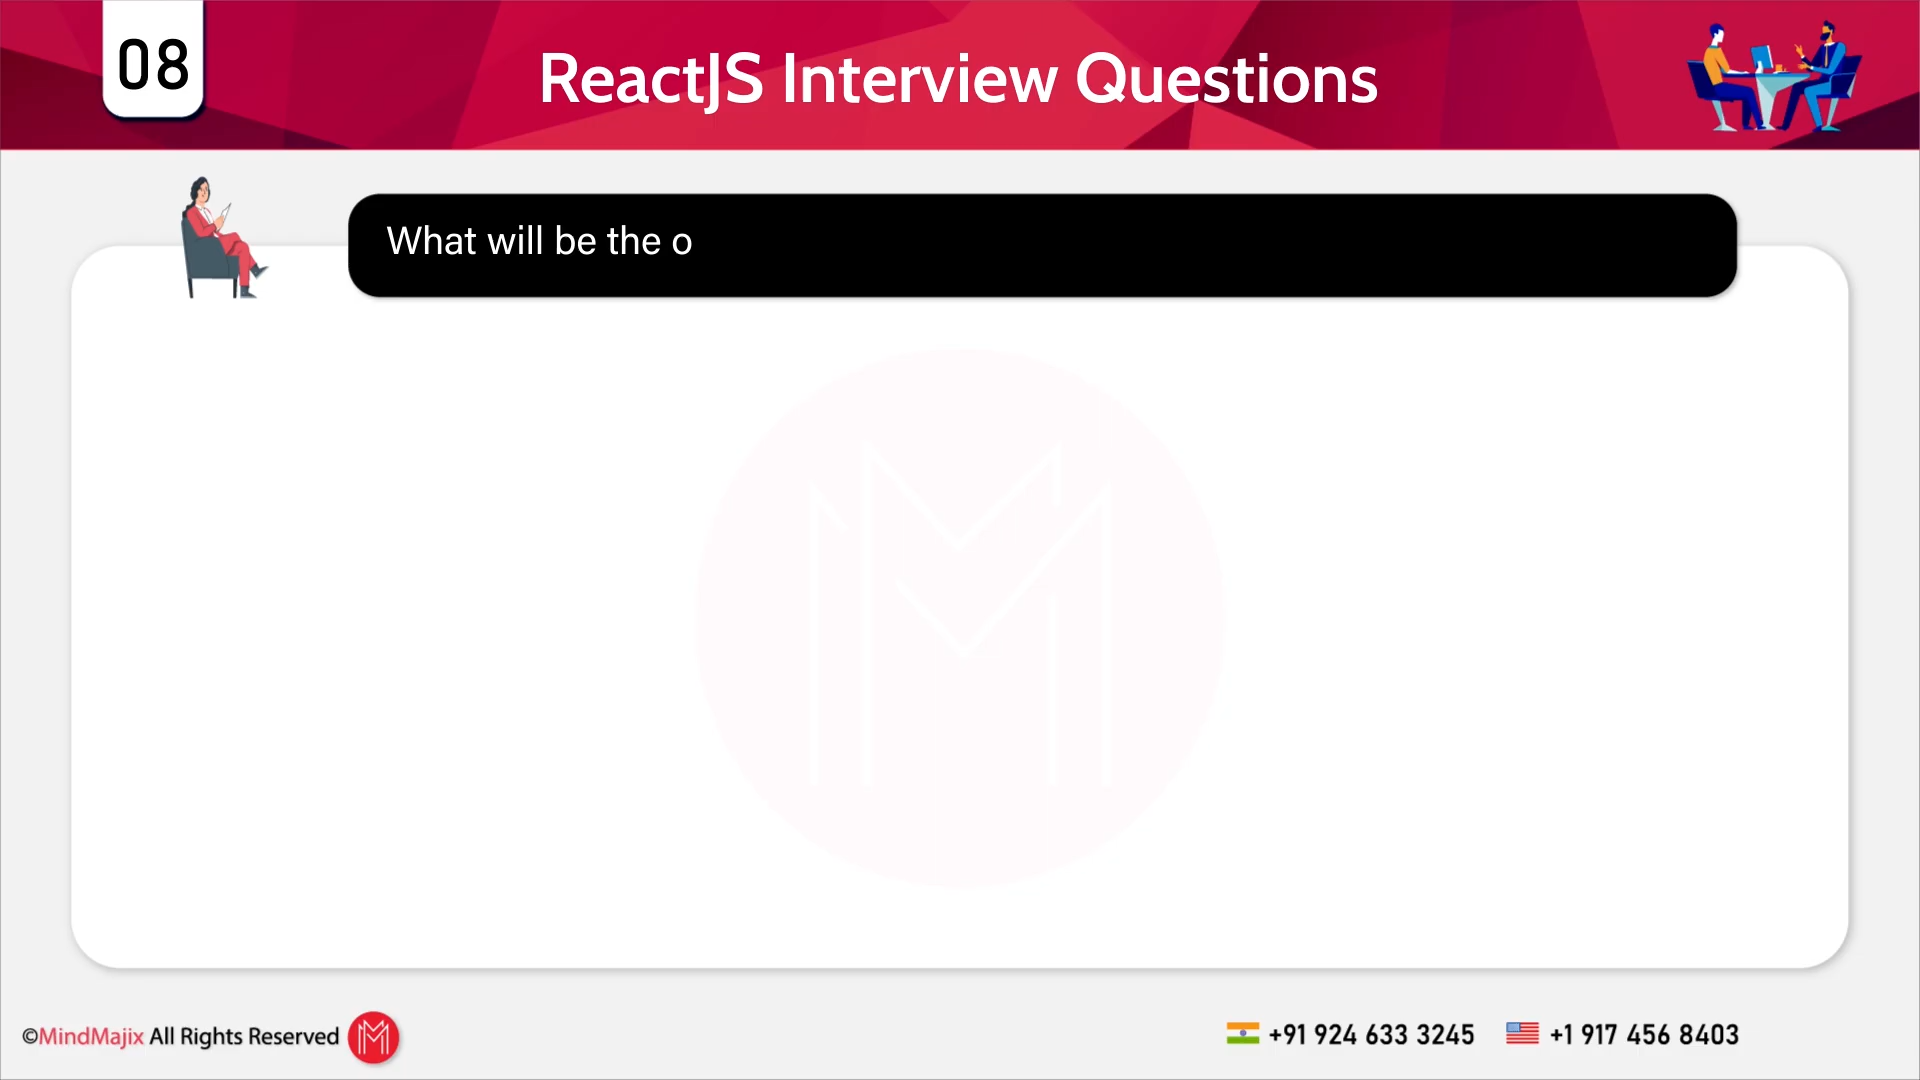 08
ReactJS Interview Questions
What will be the o
©MindMajix All Rights Reserved
+91 924 633 3245
+1 917 456 8403